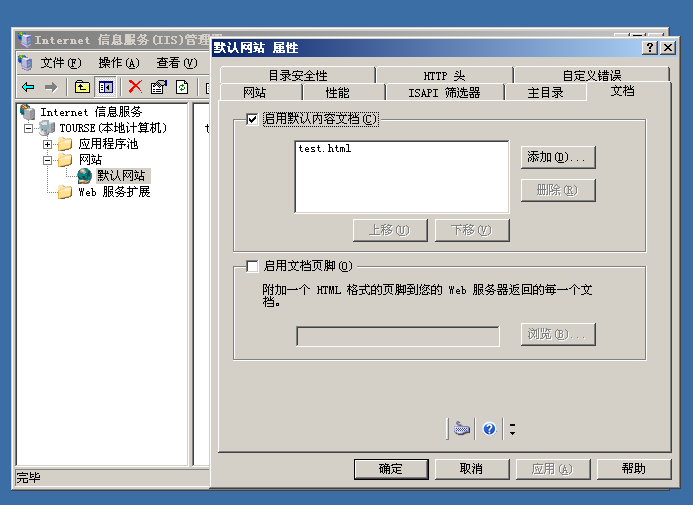 Internet 信息服务(IIS)管理
默认网站 属性
文件(F) 操作(A) 查看(V)
目录安全性 HTTP 头 自定义错误
网站 性能 ISAPI 筛选器 主目录 文档
Internet 信息服务
TOURSE(本地计算机)
应用程序池
网站
默认网站
Web 服务扩展
启用默认内容文档(C)
test.html
添加(D)...
删除(R)
上移(U) 下移(V)
启用文档页脚(O)
附加一个 HTML 格式的页脚到您的 Web 服务器返回的每一个文
档。
浏览(B)...
确定 取消 应用(A) 帮助
完毕